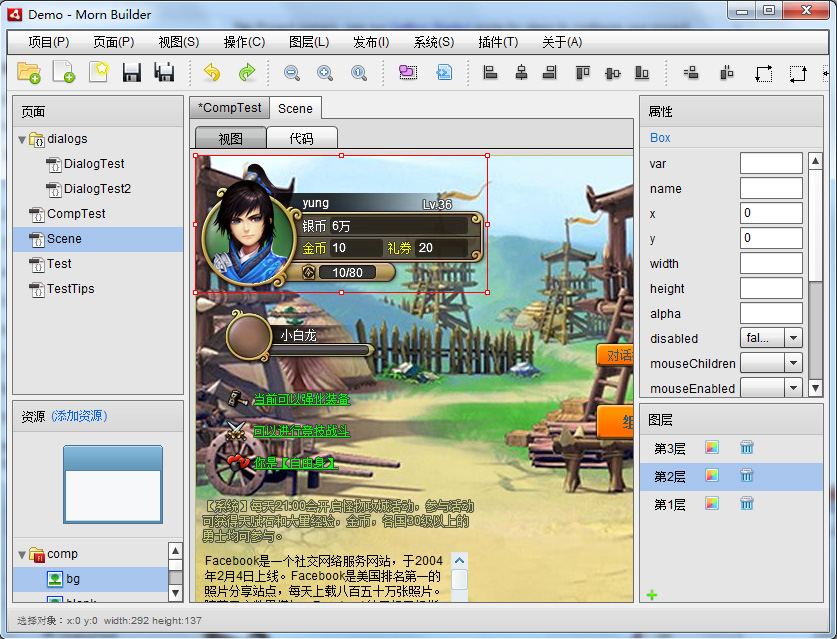 Demo - Morn Builder
项目(P) 页面(P) 视图(S) 操作(C) 图层(L) 发布(I) 系统(S) 插件(T) 关于(A)
页面
dialogs
DialogTest
DialogTest2
CompTest
Scene
Test
TestTips
资源 (添加资源)
comp
bg
*CompTest Scene
视图 代码
yung Lv.36
银币 6万
金币 10 礼券 20
10/80
小白龙
对话
组
当前可以强化装备
可以进行竞技战斗
你是【自由身】
【系统】每天21:00会开启怪物攻城活动，参与活动
可获得天晶石和大量经验，金币，各国30级以上的
勇士均可参与。
Facebook是一个社交网络服务网站，于2004
年2月4日上线。Facebook是美国排名第一的
照片分享站点，每天上载八百五十万张照片。
属性
Box
var
name
x 0
y 0
width
height
alpha
disabled fal...
mouseChildren
mouseEnabled
图层
第3层
第2层
第1层
选择对象：x:0 y:0 width:292 height:137